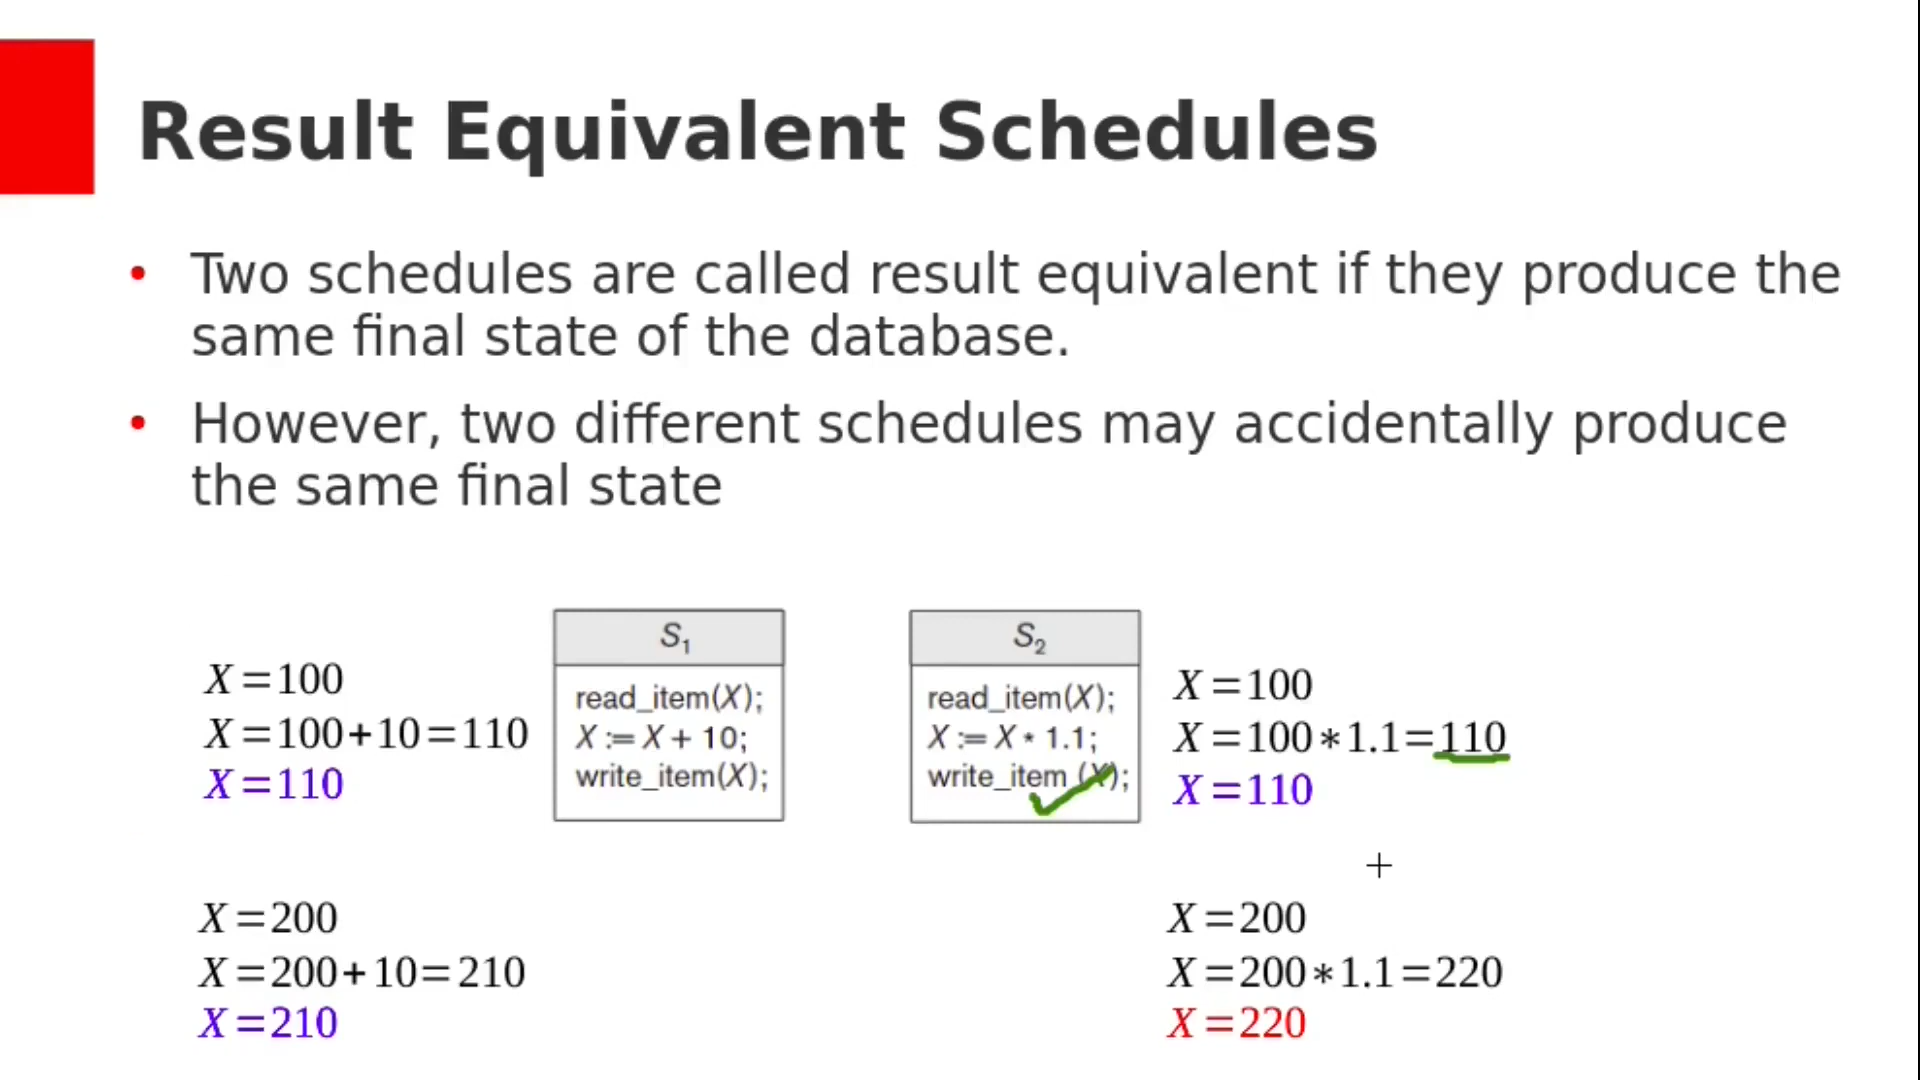 Result Equivalent Schedules
• Two schedules are called result equivalent if they produce the
same final state of the database.
• However, two different schedules may accidentally produce
the same final state
X=100
X=100+10=110
X=110
S1
read_item(X);
X := X + 10;
write_item(X);
S2
read_item(X);
X := X * 1.1;
write_item (X);
X=100
X=100*1.1=110
X=110
X=200
X=200+10=210
X=210
X=200
X=200*1.1=220
X=220